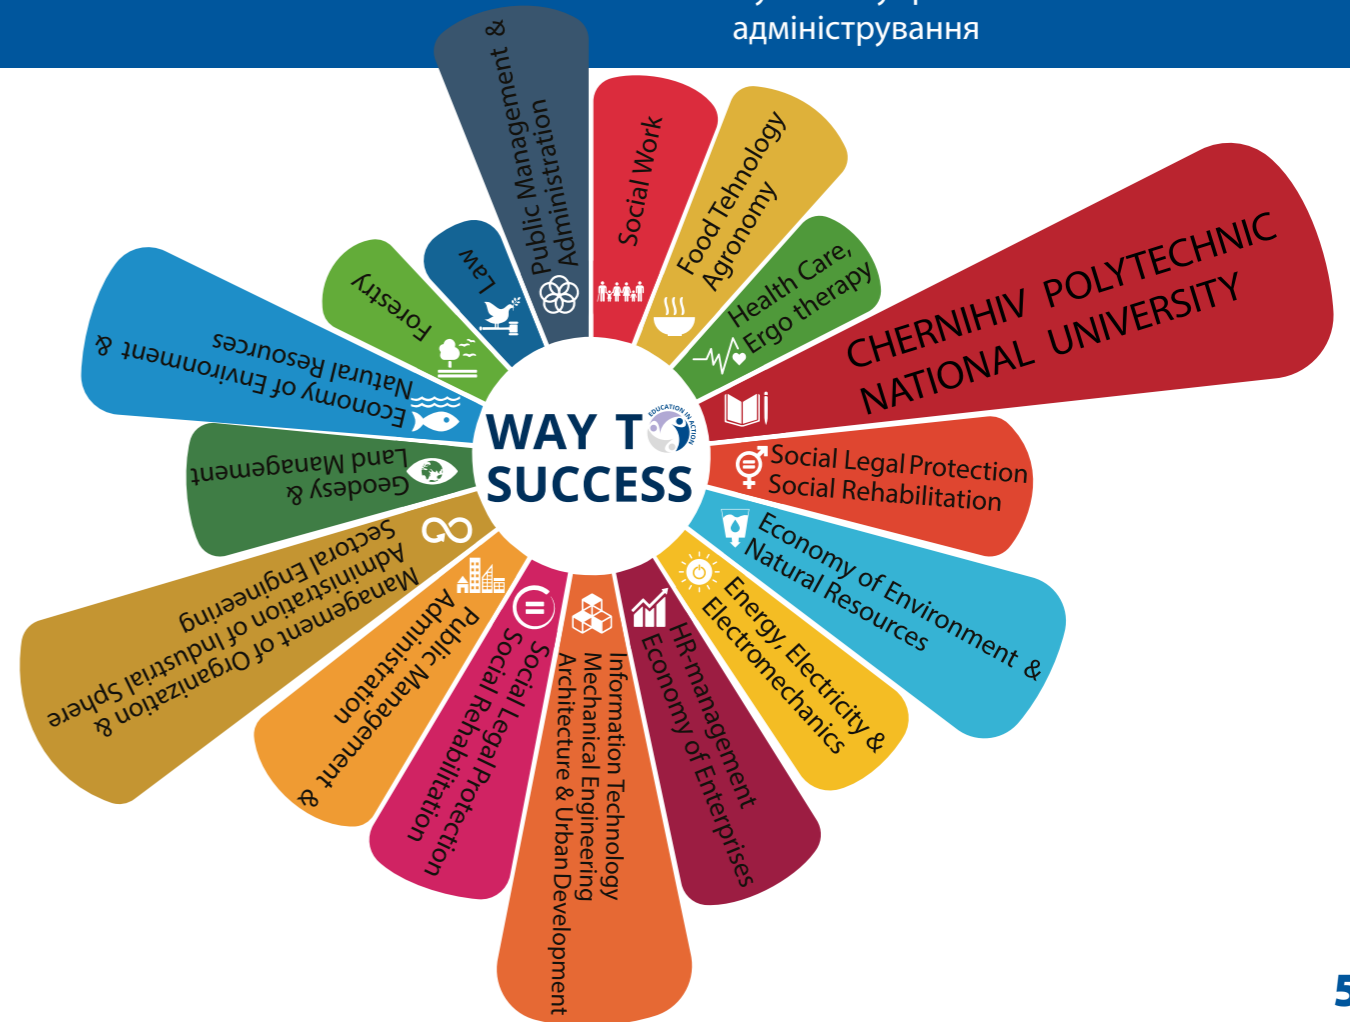 адміністрування
Public Management &
Administration
Social Work
Food Tehnology
Agronomy
Health Care,
Ergo therapy
CHERNIHIV POLYTECHNIC
NATIONAL UNIVERSITY
Social Legal Protection
Social Rehabilitation
Economy of Environment &
Natural Resources
Energy, Electricity &
Electromechanics
HR-management
Economy of Enterprises
Information Technology
Mechanical Engineering
Architecture & Urban Development
Social Legal Protection
Social Rehabilitation
Public Management &
Administration
Management of Organization &
Administration of Industrial Sphere
Sectoral Engineering
Geodesy &
Land Management
Economy of Environment &
Natural Resources
Forestry
Law
WAY T
SUCCESS
EDUCATION IN ACTION
5